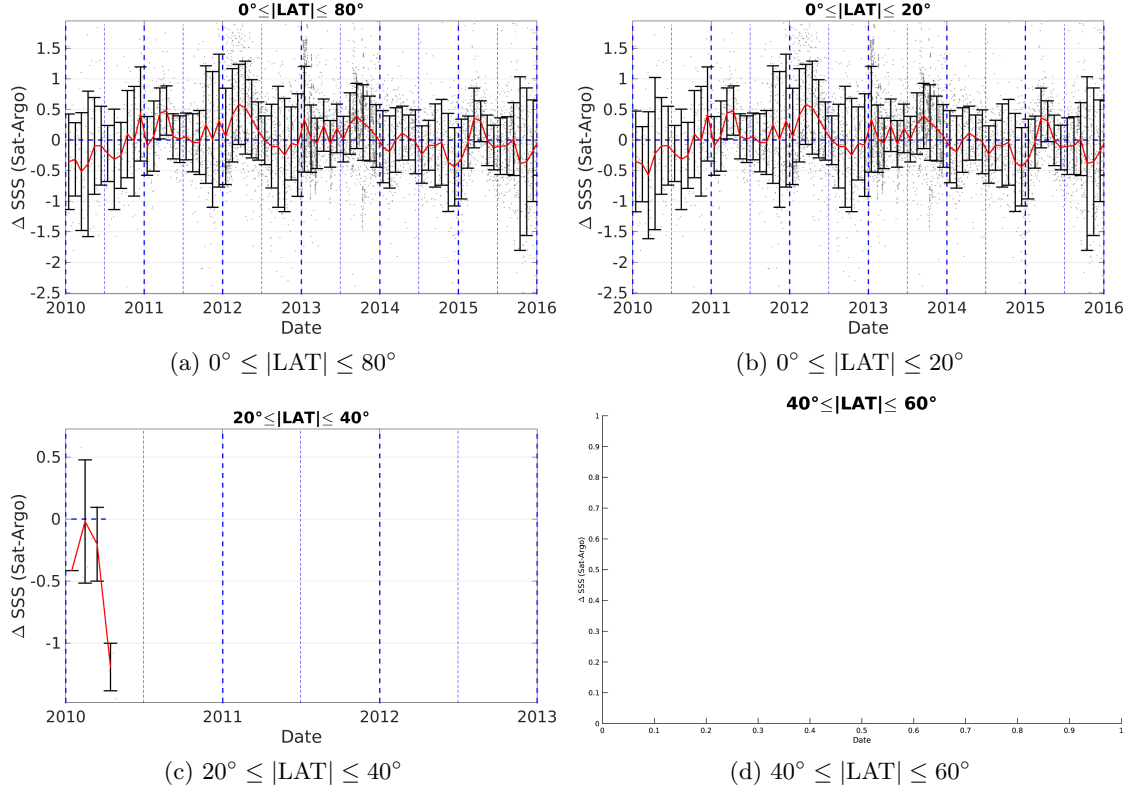 0°≤|LAT|≤ 80°
Δ SSS (Sat-Argo)
1.5
1
0.5
0
-0.5
-1
-1.5
-2
-2.5
2010 2011 2012 2013 2014 2015 2016
Date
(a) 0° ≤ |LAT| ≤ 80°
0°≤|LAT|≤ 20°
Δ SSS (Sat-Argo)
1.5
1
0.5
0
-0.5
-1
-1.5
-2
-2.5
2010 2011 2012 2013 2014 2015 2016
Date
(b) 0° ≤ |LAT| ≤ 20°
20°≤|LAT|≤ 40°
Δ SSS (Sat-Argo)
0.5
0
-0.5
-1
2010 2011 2012 2013
Date
(c) 20° ≤ |LAT| ≤ 40°
40°≤|LAT|≤ 60°
Δ SSS (Sat-Argo)
1
0.9
0.8
0.7
0.6
0.5
0.4
0.3
0.2
0.1
0
0 0.1 0.2 0.3 0.4 0.5 0.6 0.7 0.8 0.9 1
Date
(d) 40° ≤ |LAT| ≤ 60°